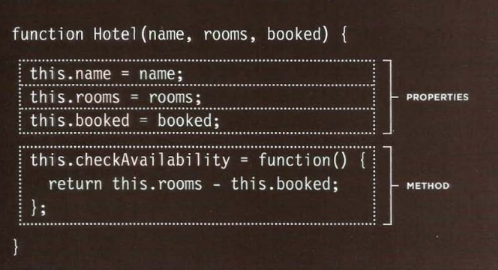 function Hotel(name, rooms, booked) {
this.name = name;
this.rooms = rooms;
PROPERTIES
this.booked = booked;
this.checkAvailability = function() {
return this.rooms - this.booked;
METHOD
};
}